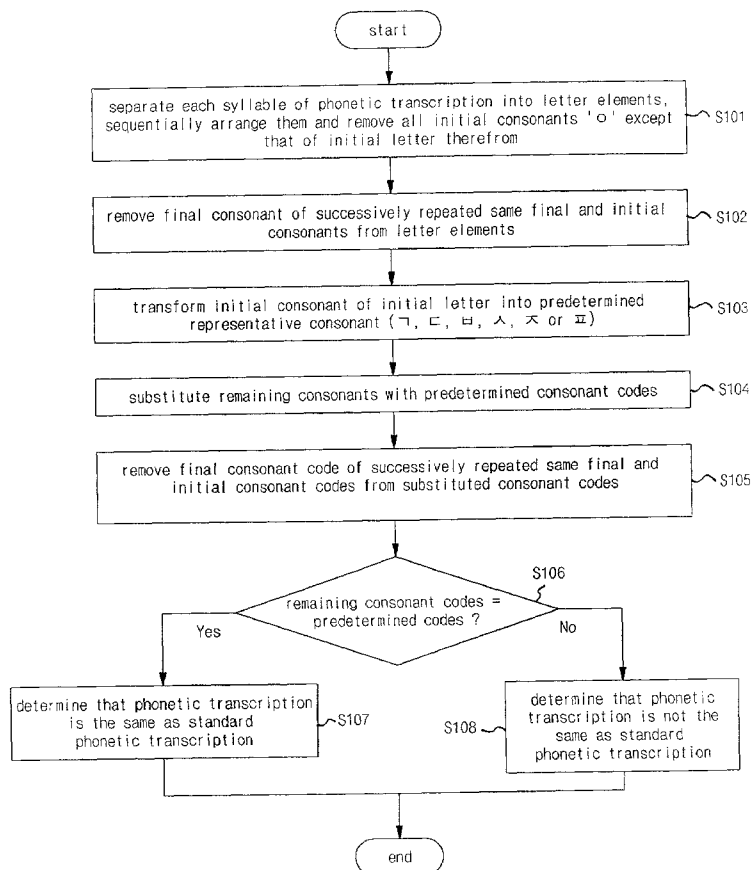 start
separate each syllable of phonetic transcription into letter elements,
sequentially arrange them and remove all initial consonants 'ㅇ' except
that of initial letter therefrom
S101
remove final consonant of successively repeated same final and initial
consonants from letter elements
S102
transform initial consonant of initial letter into predetermined
representative consonant (ㄱ, ㄷ, ㅂ, ㅅ, ㅈ or ㅍ)
S103
substitute remaining consonants with predetermined consonant codes
S104
remove final consonant code of successively repeated same final and
initial consonant codes from substituted consonant codes
S105
S106
remaining consonant codes =
predetermined codes ?
Yes
No
determine that phonetic transcription
is the same as standard
phonetic transcription
S107
determine that phonetic
transcription is not the
same as standard
phonetic transcription
S108
end